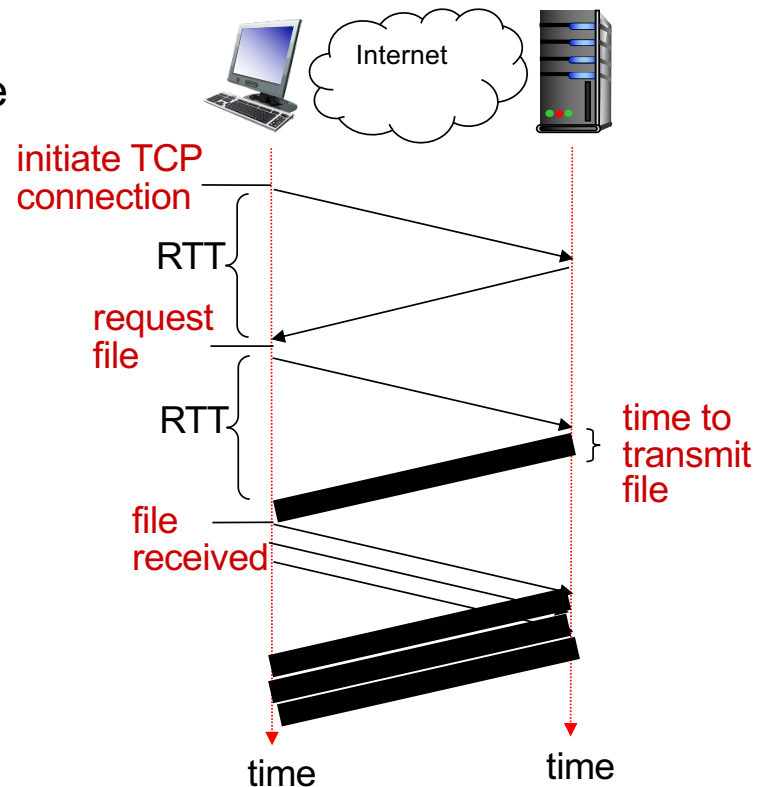 Internet
e
initiate TCP
connection
RTT
request
file
RTT
time to
transmit
file
file
received
time
time